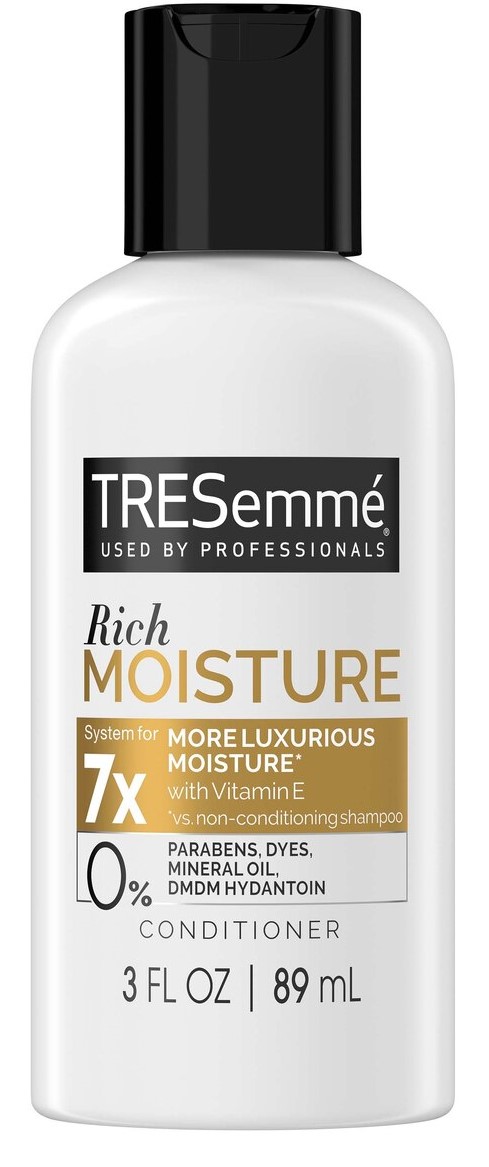 TRESemmé®
USED BY PROFESSIONALS
Rich
MOISTURE
System for
7x
MORE LUXURIOUS
MOISTURE*
with Vitamin E
*vs. non-conditioning shampoo
0%
PARABENS, DYES,
MINERAL OIL,
DMDM HYDANTOIN
CONDITIONER
3 FL OZ | 89 mL